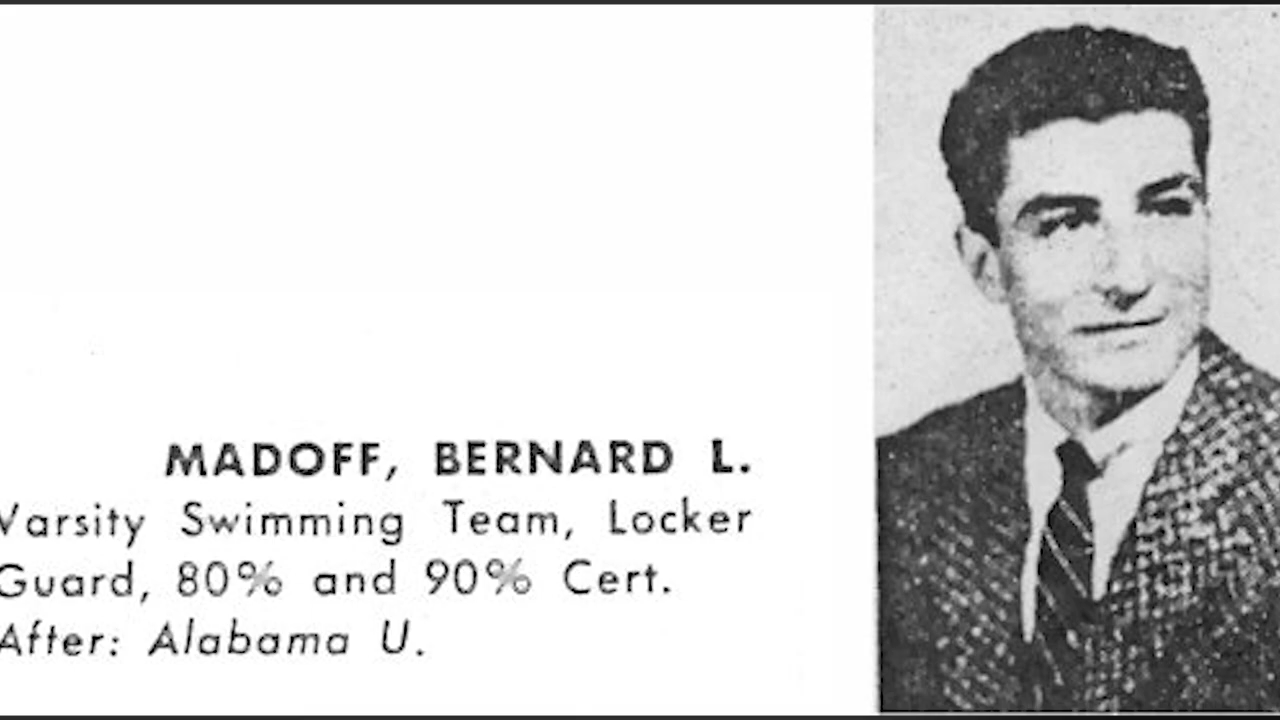 MADOFF, BERNARD L.
Varsity Swimming Team, Locker
Guard, 80% and 90% Cert.
After: Alabama U.